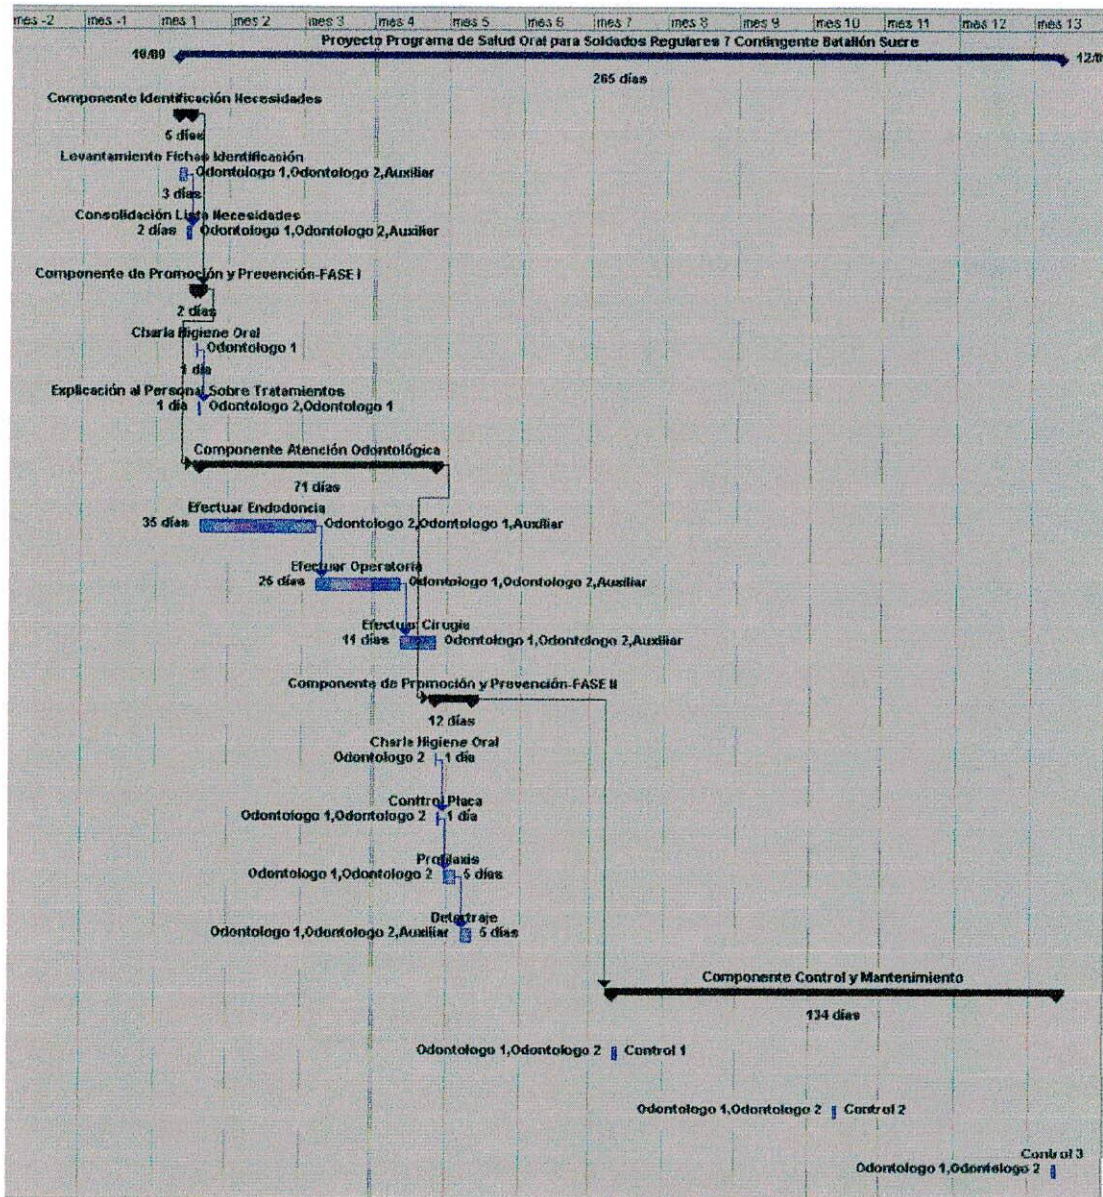 mes -2 mes -1 mes 1 mes 2 mes 3 mes 4 mes 5 mes 6 mes 7 mes 8 mes 9 mes 10 mes 11 mes 12 mes 13
Proyecto Programa de Salud Oral para Soldados Regulares 7 Contingente Batallón Sucre
12/0
265 días
Componente Identificación Necesidades
5 días
Levantamiento Fichas Identificación
Odontologo 1,Odontologo 2,Auxiliar
3 días
Consolidación Lista Necesidades
2 días Odontologo 1,Odontologo 2,Auxiliar
Componente de Promoción y Prevención-FASE I
2 días
Charla Higiene Oral
Odontologo 1
1 día
Explicación al Personal Sobre Tratamientos
1 día Odontologo 2,Odontologo 1
Componente Atención Odontológica
71 días
Efectuar Endodoncia
35 días Odontologo 2,Odontologo 1,Auxiliar
Efectuar Operatoria
25 días Odontologo 1,Odontologo 2,Auxiliar
Efectuar Cirugía
11 días Odontologo 1,Odontologo 2,Auxiliar
Componente de Promoción y Prevención-FASE II
12 días
Charla Higiene Oral
Odontologo 2 1 día
Conttrol Placa
Odontologo 1,Odontologo 2 1 día
Profilaxis
Odontologo 1,Odontologo 2 5 días
Detartraje
Odontologo 1,Odontologo 2,Auxiliar 5 días
Componente Control y Mantenimiento
134 días
Odontologo 1,Odontologo 2 Control 1
Odontologo 1,Odontologo 2 Control 2
Control 3
Odontologo 1,Odontologo 2